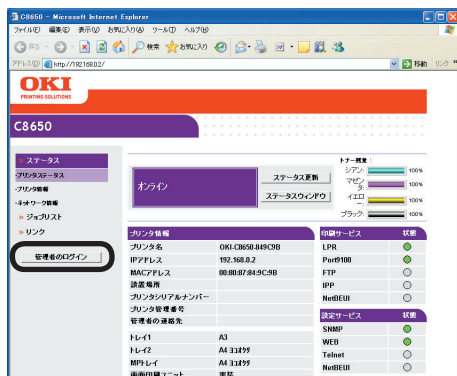 C8650 - Microsoft Internet Explorer
ファイル(F) 編集(E) 表示(V) お気に入り(A) ツール(T) ヘルプ(H)
戻る 検索 お気に入り
アドレス(D) http://192.168.0.2/ 移動 リンク
OKI
PRINTING SOLUTIONS
C8650
ステータス
・プリンタステータス
・プリンタ情報
・ネットワーク情報
ジョブリスト
リンク
管理者のログイン
オンライン
ステータス更新
ステータスウィンドウ
トナー残量:
シアン: 100%
マゼンタ: 100%
イエロー: 100%
ブラック: 100%
プリンタ情報
プリンタ名 OKI-C8650-849C9B
IPアドレス 192.168.0.2
MACアドレス 00:80:87:84:9C:9B
設置場所
プリンタシリアルナンバー
プリンタ管理番号
管理者の連絡先
トレイ1 A3
トレイ2 A4 ヨコオクリ
MPトレイ A4 ヨコオクリ
両面印刷ユニット 実装
印刷サービス 状態
LPR
Port9100
FTP
IPP
NetBEUI
設定サービス 状態
SNMP
WEB
Telnet
NetBEUI